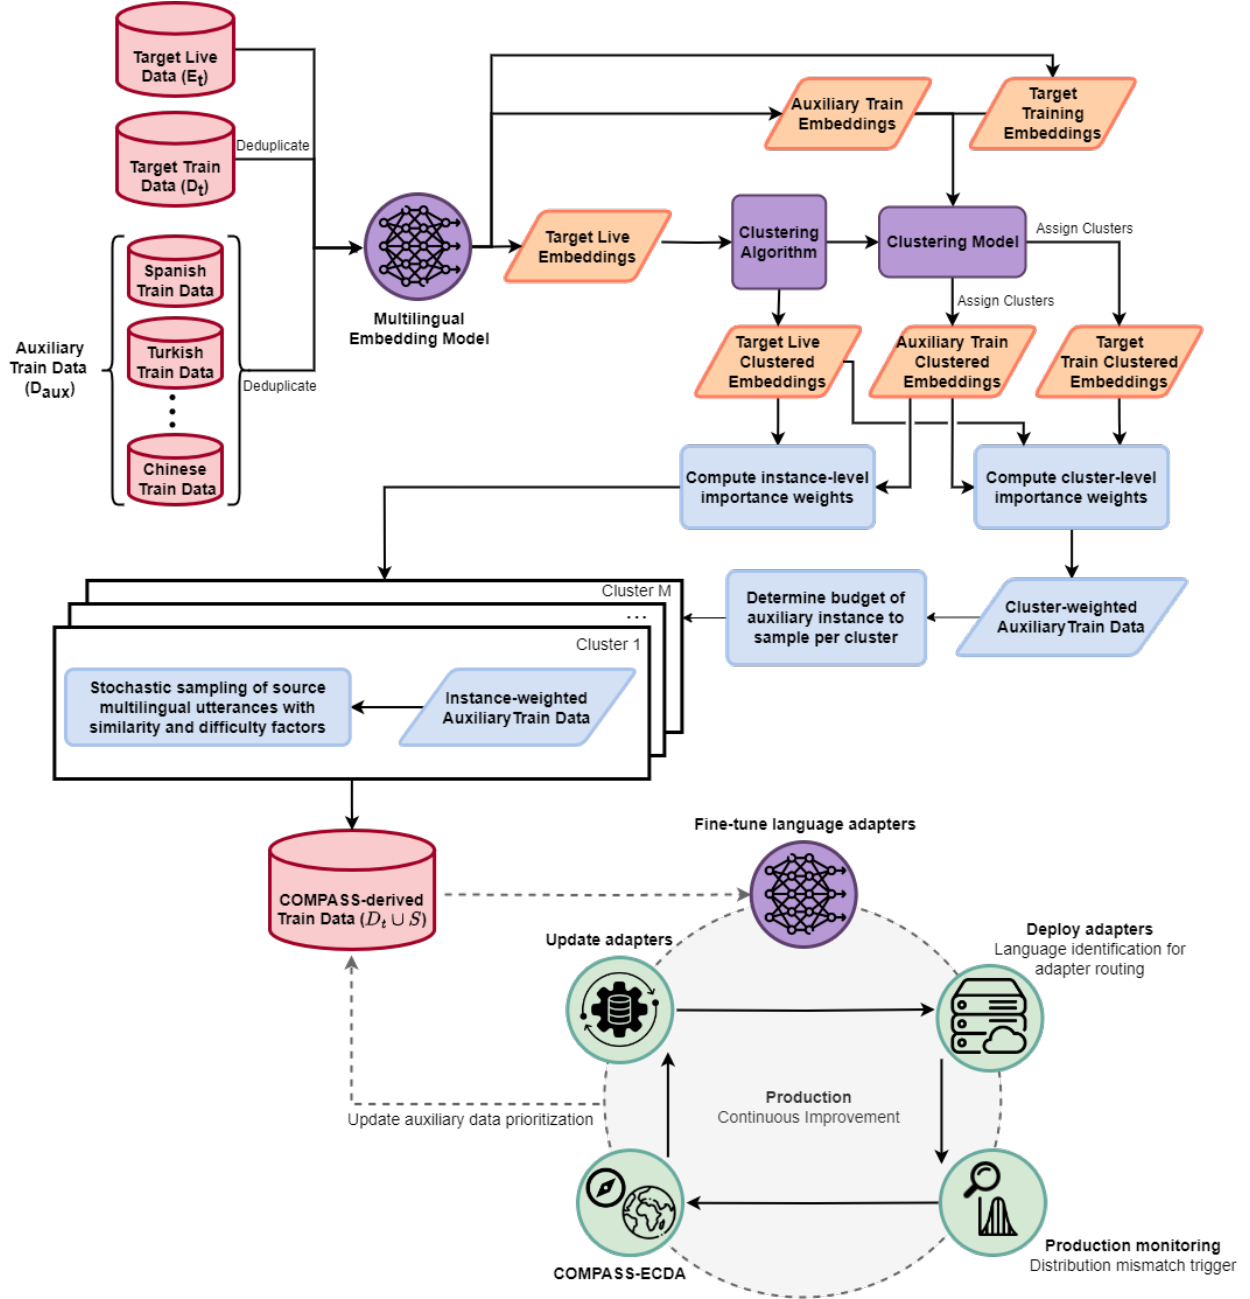 Target Live
Data (Et)
Target Train
Data (Dt)
Deduplicate
Auxiliary
Train Data
(Daux)
Spanish
Train Data
Turkish
Train Data
Chinese
Train Data
Deduplicate
Multilingual
Embedding Model
Auxiliary Train
Embeddings
Target
Training
Embeddings
Target Live
Embeddings
Clustering
Algorithm
Clustering Model
Assign Clusters
Assign Clusters
Target Live
Clustered
Embeddings
Auxiliary Train
Clustered
Embeddings
Target
Train Clustered
Embeddings
Compute instance-level
importance weights
Compute cluster-level
importance weights
Cluster-weighted
Auxiliary Train Data
Determine budget of
auxiliary instance to
sample per cluster
Cluster M
...
Cluster 1
Stochastic sampling of source
multilingual utterances with
similarity and difficulty factors
Instance-weighted
Auxiliary Train Data
COMPASS-derived
Train Data (Dt ∪ S)
Fine-tune language adapters
Update adapters
Deploy adapters
Language identification for
adapter routing
Production
Continuous Improvement
Update auxiliary data prioritization
COMPASS-ECDA
Production monitoring
Distribution mismatch trigger